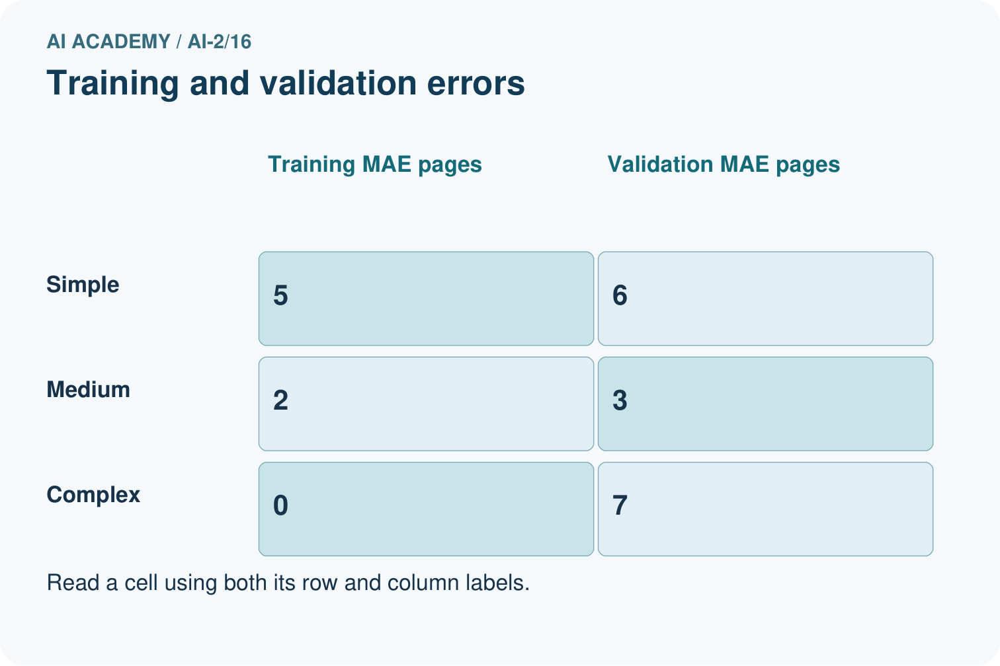 AI ACADEMY / AI-2/16
Training and validation errors
Training MAE pages Validation MAE pages
Simple 5 6
Medium 2 3
Complex 0 7
Read a cell using both its row and column labels.